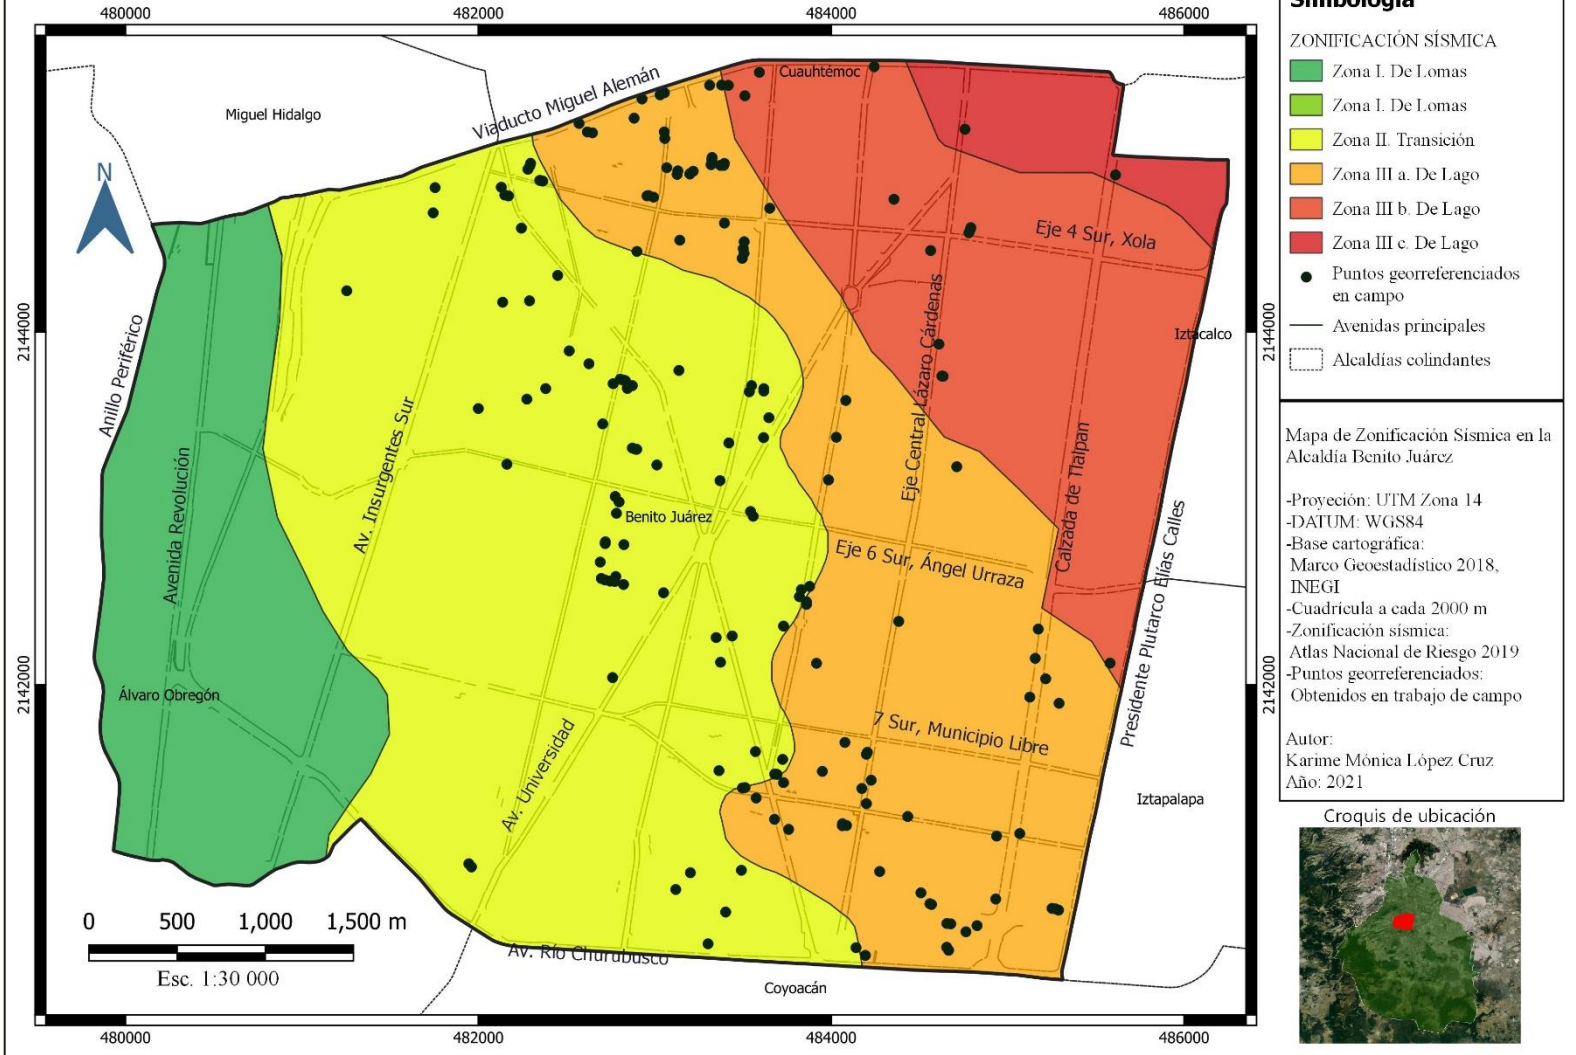 480000
482000
484000
486000
2144000
2142000
2144000
2142000
480000
482000
484000
486000
Miguel Hidalgo
Cuauhtémoc
Viaducto Miguel Alemán
N
Eje 4 Sur, Xola
Iztacalco
Anillo Periférico
Avenida Revolución
Av. Insurgentes Sur
Eje Central Lázaro Cárdenas
Calzada de Tlalpan
Presidente Plutarco Elías Calles
Benito Juárez
Eje 6 Sur, Ángel Urraza
Álvaro Obregón
7 Sur, Municipio Libre
Av. Universidad
Iztapalapa
Av. Río Churubusco
Coyoacán
0 500 1,000 1,500 m
Esc. 1:30 000
Simbología
ZONIFICACIÓN SÍSMICA
Zona I. De Lomas
Zona I. De Lomas
Zona II. Transición
Zona III a. De Lago
Zona III b. De Lago
Zona III c. De Lago
Puntos georreferenciados
en campo
Avenidas principales
Alcaldías colindantes
Mapa de Zonificación Sísmica en la
Alcaldía Benito Juárez
-Proyeción: UTM Zona 14
-DATUM: WGS84
-Base cartográfica:
Marco Geoestadístico 2018,
INEGI
-Cuadrícula a cada 2000 m
-Zonificación sísmica:
Atlas Nacional de Riesgo 2019
-Puntos georreferenciados:
Obtenidos en trabajo de campo
Autor:
Karime Mónica López Cruz
Año: 2021
Croquis de ubicación